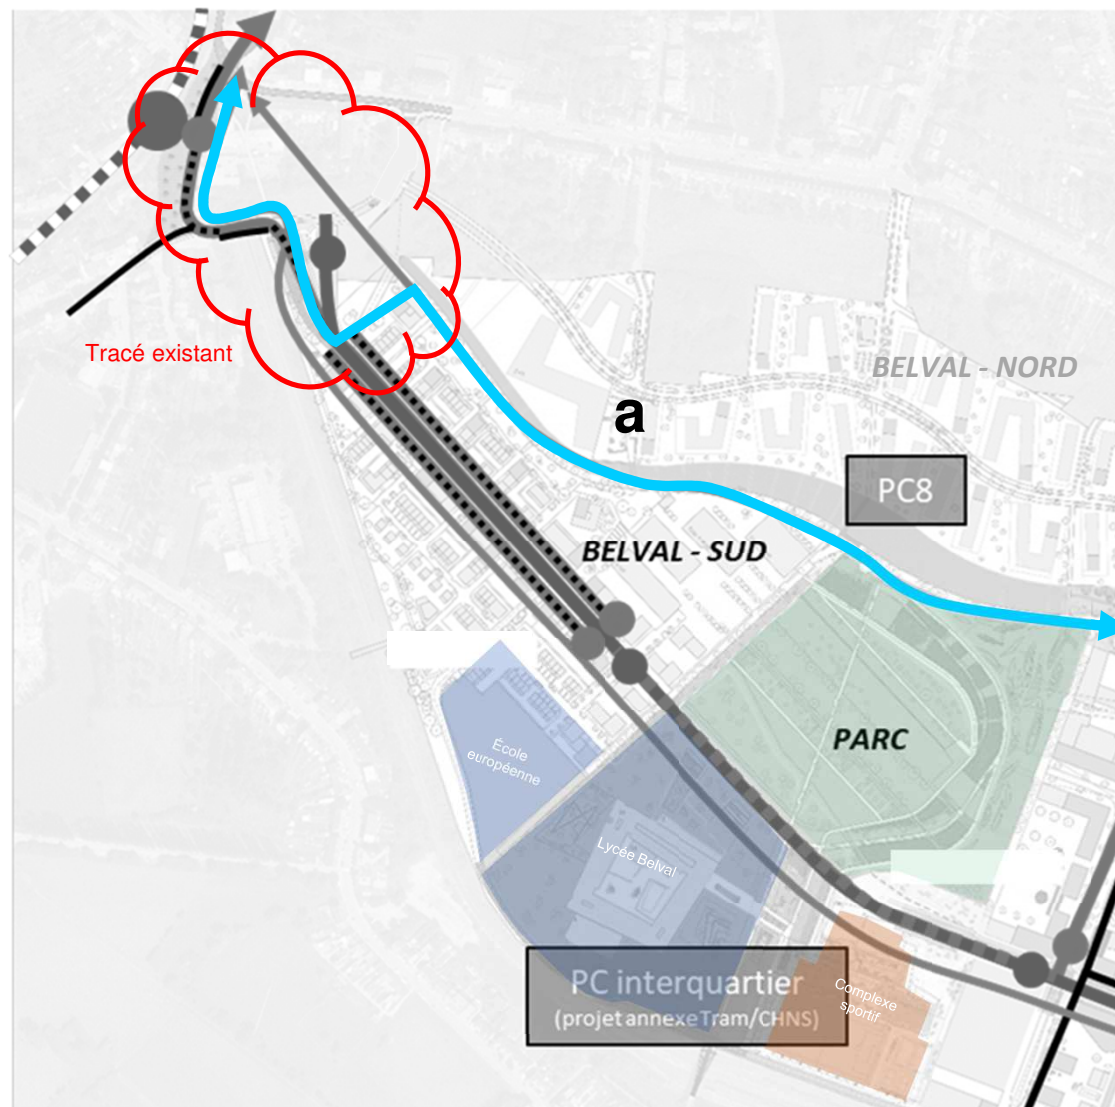 Tracé existant
BELVAL - NORD
a
PC8
BELVAL - SUD
PARC
École
européenne
Lycée Belval
PC interquartier
(projet annexe Tram/CHNS)
Complexe
sportif